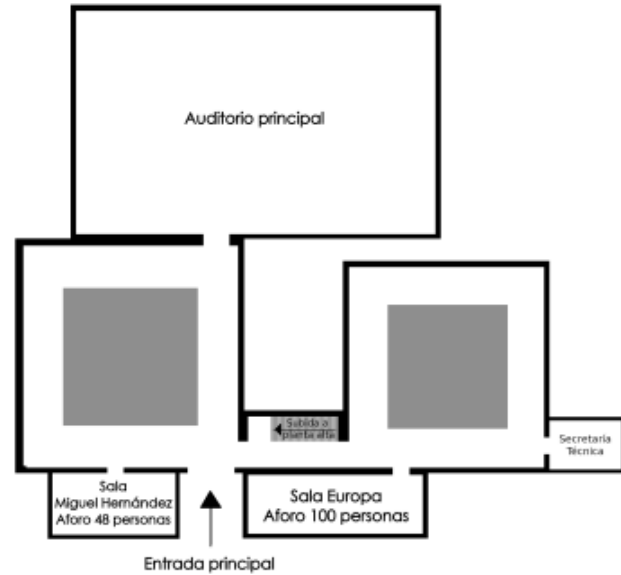 Auditorio principal
Subida a
planta alta
Secretaría
Técnica
Sala
Miguel Hernández
Aforo 48 personas
Sala Europa
Aforo 100 personas
Entrada principal